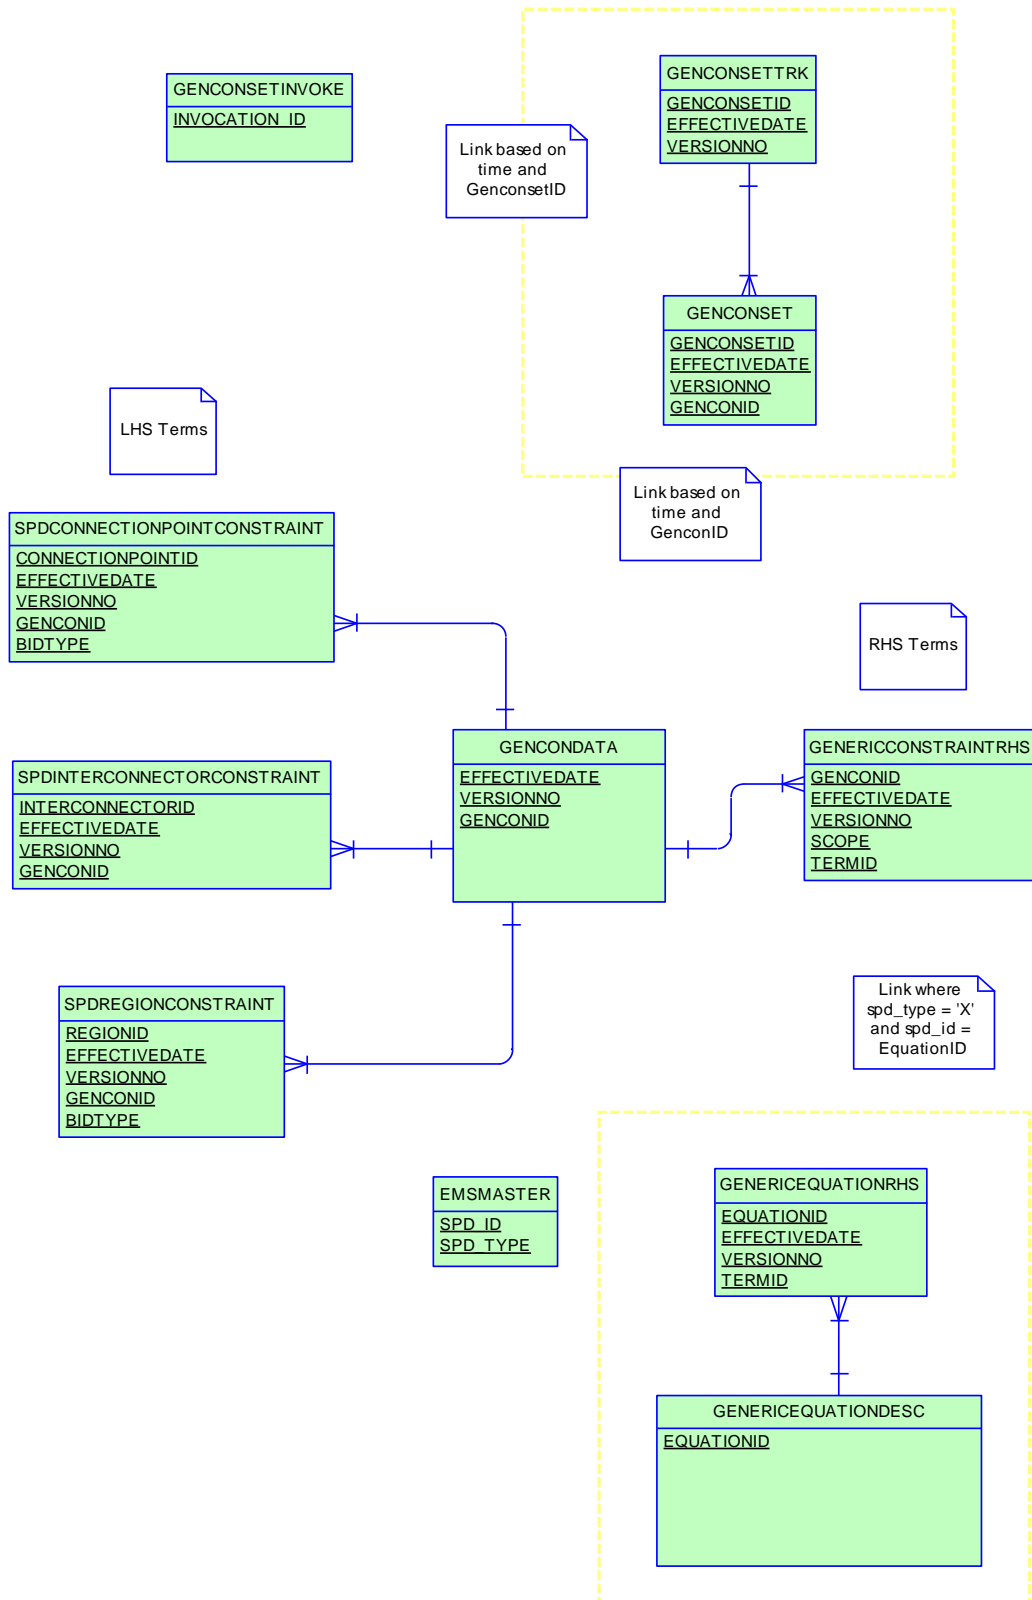 GENCONSETINVOKE
INVOCATION_ID
GENCONSETTRK
GENCONSETID
EFFECTIVEDATE
VERSIONNO
Link based on
time and
GenconsetID
GENCONSET
GENCONSETID
EFFECTIVEDATE
VERSIONNO
GENCONID
LHS Terms
Link based on
time and
GenconID
SPDCONNECTIONPOINTCONSTRAINT
CONNECTIONPOINTID
EFFECTIVEDATE
VERSIONNO
GENCONID
BIDTYPE
RHS Terms
GENCONDATA
EFFECTIVEDATE
VERSIONNO
GENCONID
GENERICCONSTRAINTRHS
GENCONID
EFFECTIVEDATE
VERSIONNO
SCOPE
TERMID
SPDINTERCONNECTORCONSTRAINT
INTERCONNECTORID
EFFECTIVEDATE
VERSIONNO
GENCONID
SPDREGIONCONSTRAINT
REGIONID
EFFECTIVEDATE
VERSIONNO
GENCONID
BIDTYPE
Link where
spd_type = 'X'
and spd_id =
EquationID
EMSMASTER
SPD_ID
SPD_TYPE
GENERICEQUATIONRHS
EQUATIONID
EFFECTIVEDATE
VERSIONNO
TERMID
GENERICEQUATIONDESC
EQUATIONID